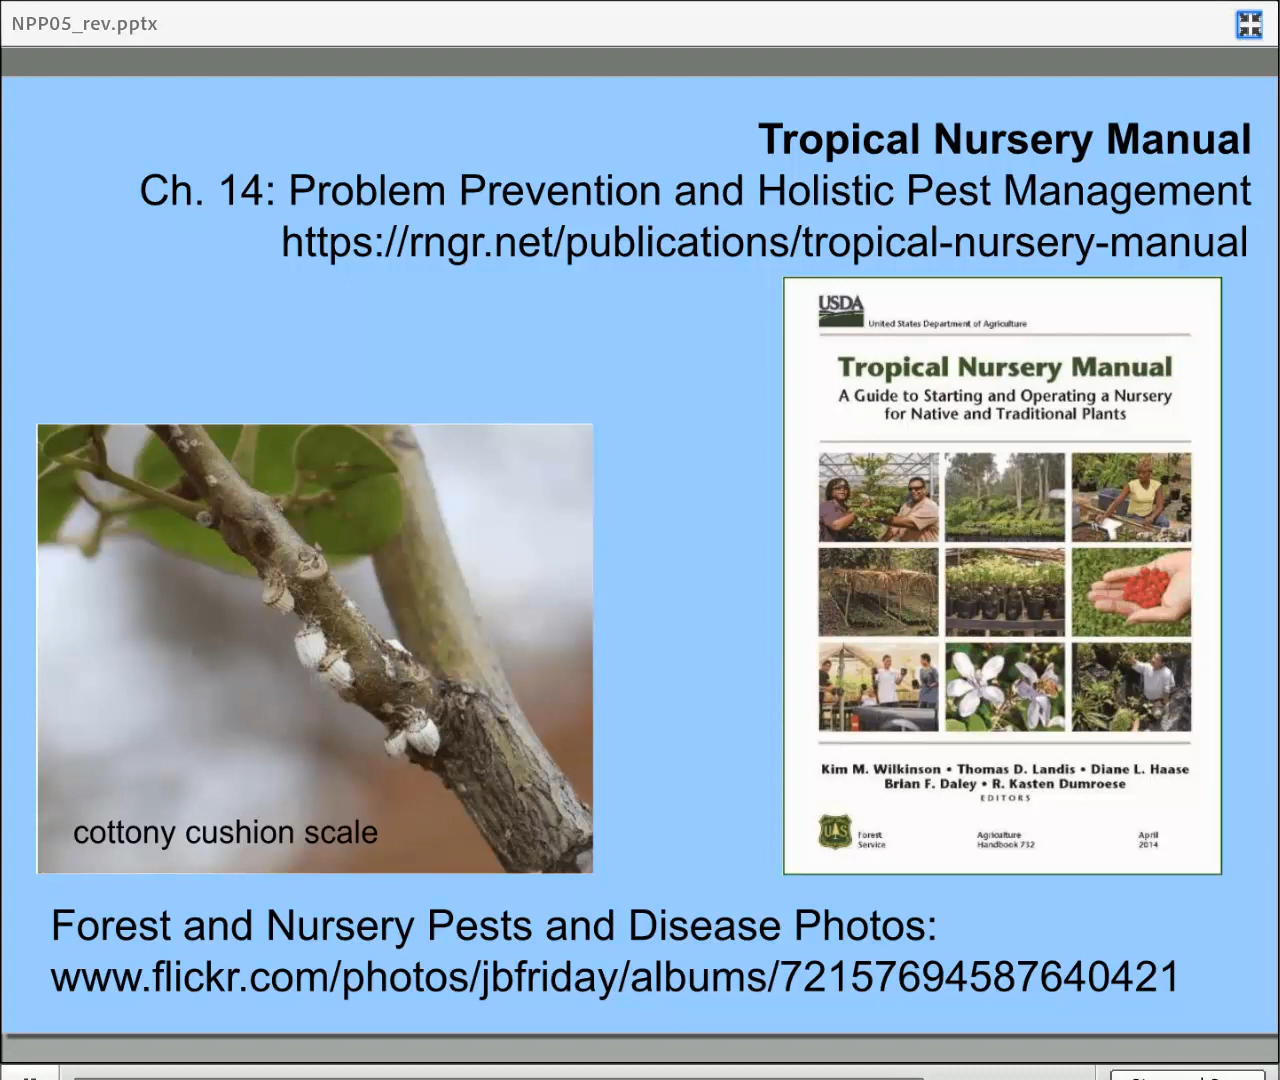 NPP05_rev.pptx
Tropical Nursery Manual
Ch. 14: Problem Prevention and Holistic Pest Management
https://rngr.net/publications/tropical-nursery-manual
USDA
United States Department of Agriculture
Tropical Nursery Manual
A Guide to Starting and Operating a Nursery
for Native and Traditional Plants
Kim M. Wilkinson • Thomas D. Landis • Diane L. Haase
Brian F. Daley • R. Kasten Dumroese
EDITORS
UAS
Forest
Service
Agriculture
Handbook 732
April
2014
cottony cushion scale
Forest and Nursery Pests and Disease Photos:
www.flickr.com/photos/jbfriday/albums/72157694587640421